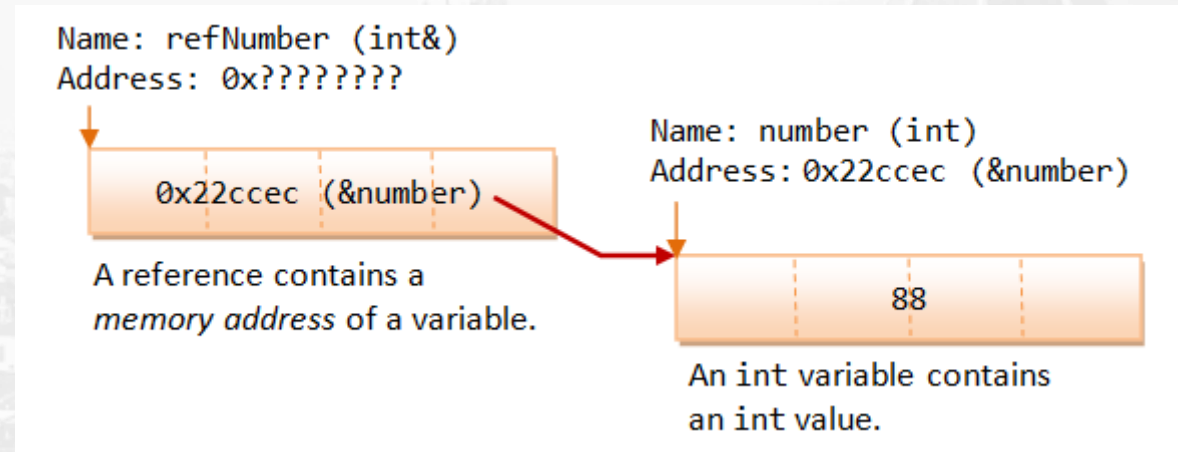 Name: refNumber (int&)
Address: 0x????????
0x22ccec (&number)
A reference contains a
memory address of a variable.
Name: number (int)
Address: 0x22ccec (&number)
88
An int variable contains
an int value.